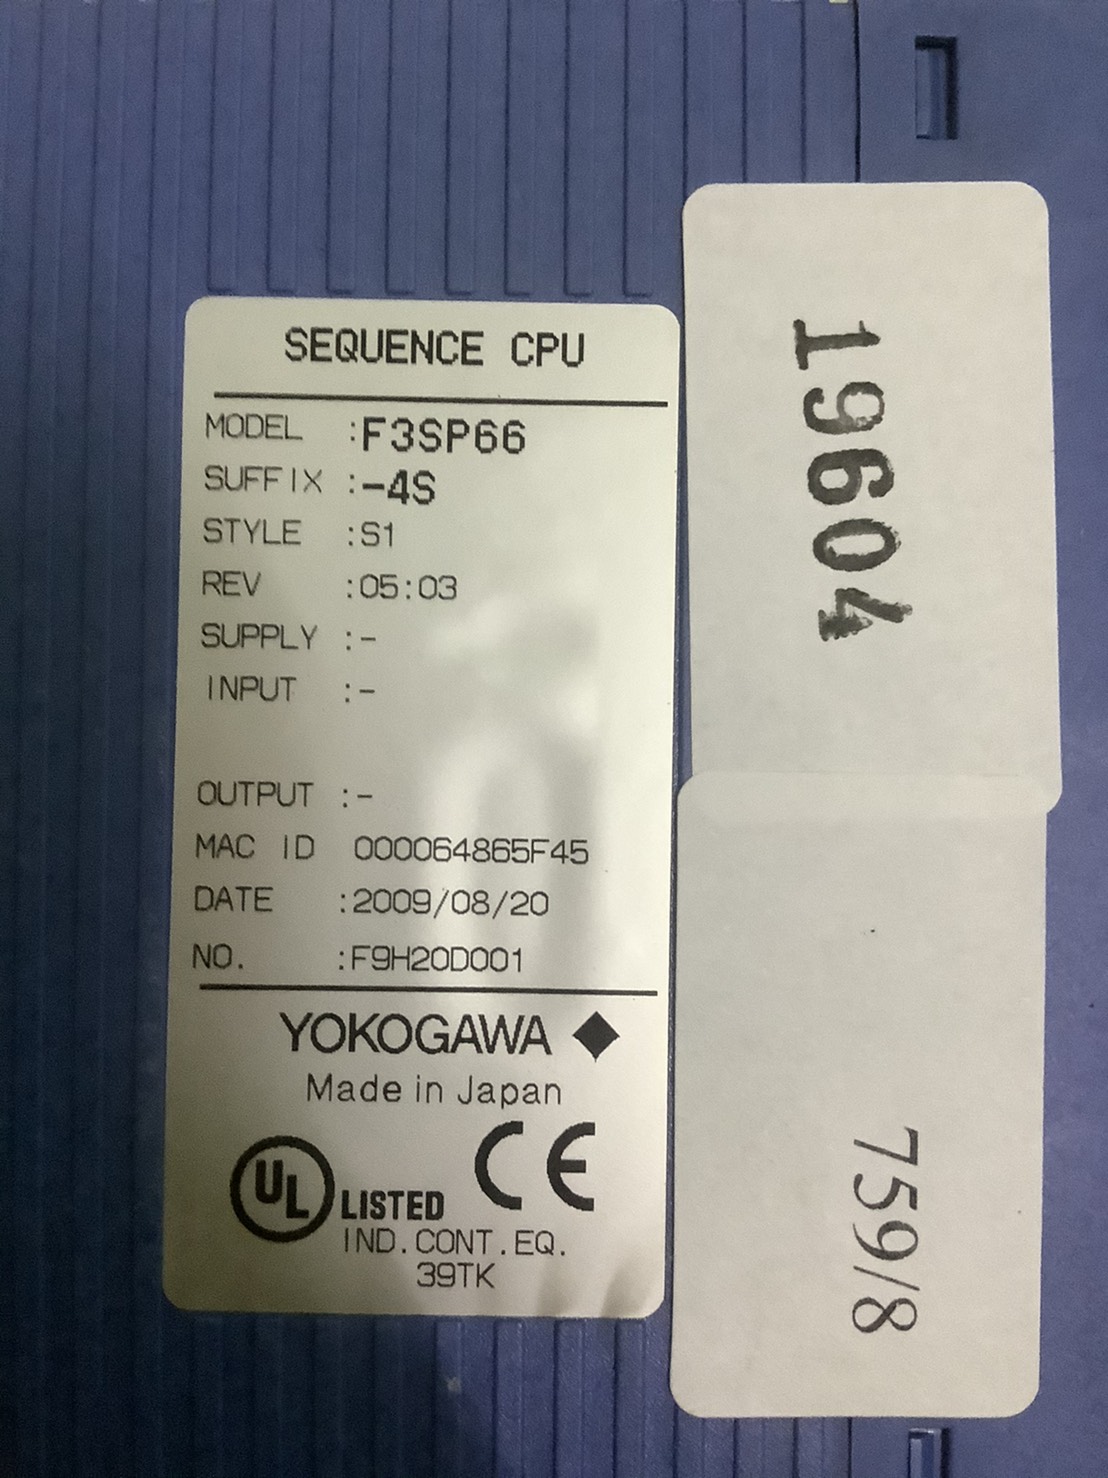 SEQUENCE CPU
MODEL :F3SP66
SUFFIX :-4S
STYLE :S1
REV :05:03
SUPPLY :-
INPUT :-
OUTPUT :-
MAC ID 000064865F45
DATE :2009/08/20
NO. :F9H20D001
YOKOGAWA
Made in Japan
UL LISTED CE
IND.CONT.EQ.
39TK
19604
759/8